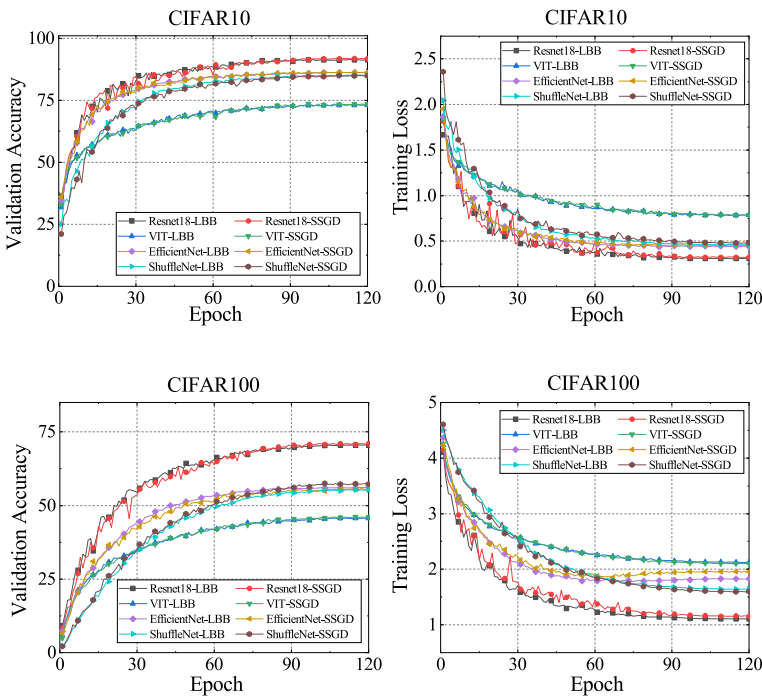 CIFAR10
Validation Accuracy
100
75
50
25
0
Resnet18-LBB
Resnet18-SSGD
VIT-LBB
VIT-SSGD
EfficientNet-LBB
EfficientNet-SSGD
ShuffleNet-LBB
ShuffleNet-SSGD
0 30 60 90 120
Epoch
CIFAR10
Training Loss
2.5
2.0
1.5
1.0
0.5
0.0
Resnet18-LBB
Resnet18-SSGD
VIT-LBB
VIT-SSGD
EfficientNet-LBB
EfficientNet-SSGD
ShuffleNet-LBB
ShuffleNet-SSGD
0 30 60 90 120
Epoch
CIFAR100
Validation Accuracy
75
50
25
0
Resnet18-LBB
Resnet18-SSGD
VIT-LBB
VIT-SSGD
EfficientNet-LBB
EfficientNet-SSGD
ShuffleNet-LBB
ShuffleNet-SSGD
0 30 60 90 120
Epoch
CIFAR100
Training Loss
5
4
3
2
1
Resnet18-LBB
Resnet18-SSGD
VIT-LBB
VIT-SSGD
EfficientNet-LBB
EfficientNet-SSGD
ShuffleNet-LBB
ShuffleNet-SSGD
0 30 60 90 120
Epoch